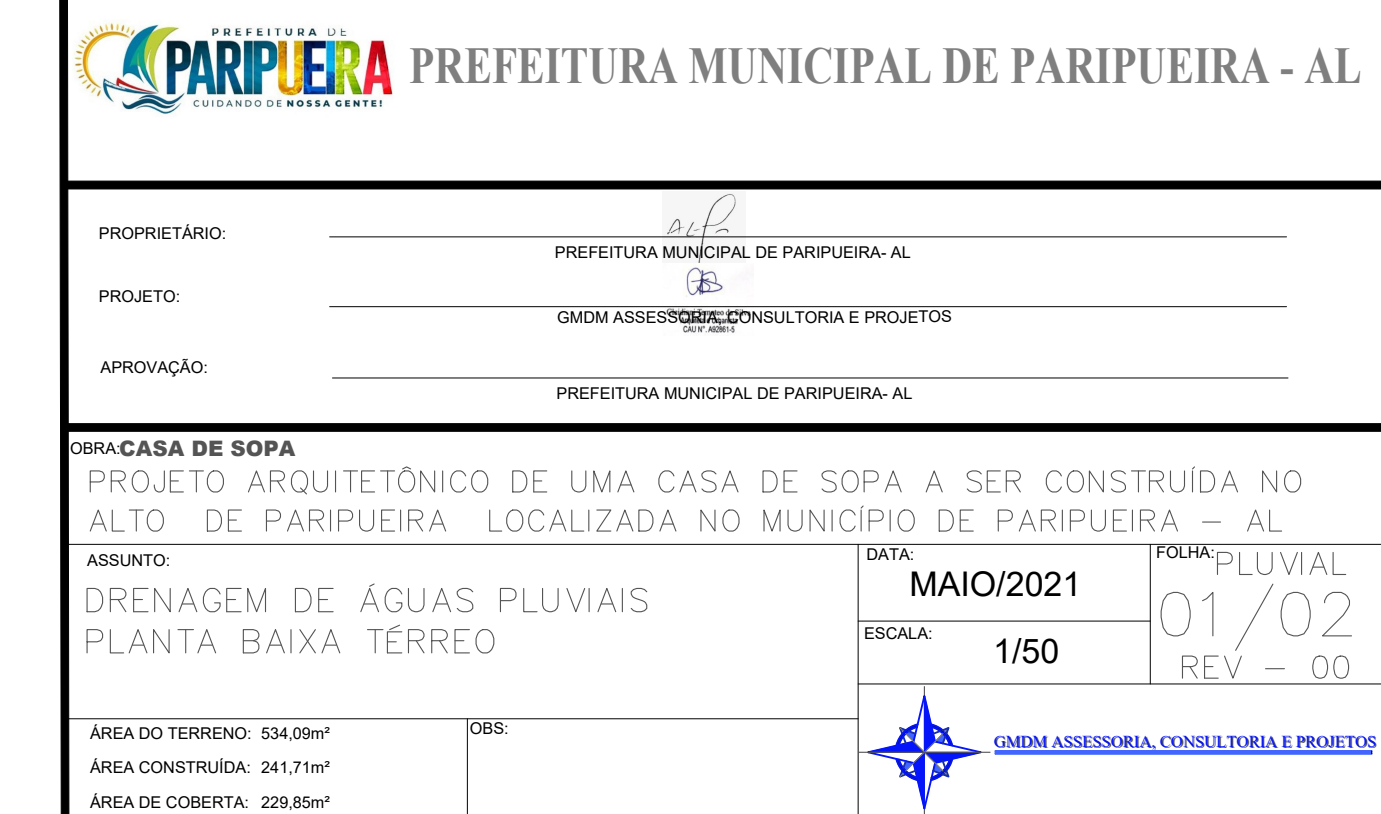 PREFEITURA DE
PARIPUEIRA
CUIDANDO DE NOSSA GENTE!
PREFEITURA MUNICIPAL DE PARIPUEIRA - AL
PROPRIETÁRIO:
PREFEITURA MUNICIPAL DE PARIPUEIRA- AL
PROJETO:
GMDM ASSESSORIA, CONSULTORIA E PROJETOS
CAU N°. A92861-5
APROVAÇÃO:
PREFEITURA MUNICIPAL DE PARIPUEIRA- AL
OBRA:CASA DE SOPA
PROJETO ARQUITETÔNICO DE UMA CASA DE SOPA A SER CONSTRUÍDA NO
ALTO DE PARIPUEIRA LOCALIZADA NO MUNICÍPIO DE PARIPUEIRA – AL
ASSUNTO:
DRENAGEM DE ÁGUAS PLUVIAIS
PLANTA BAIXA TÉRREO
DATA:
MAIO/2021
ESCALA:
1/50
FOLHA:PLUVIAL
01/02
REV – 00
ÁREA DO TERRENO: 534,09m²
ÁREA CONSTRUÍDA: 241,71m²
ÁREA DE COBERTA: 229,85m²
OBS:
GMDM ASSESSORIA, CONSULTORIA E PROJETOS